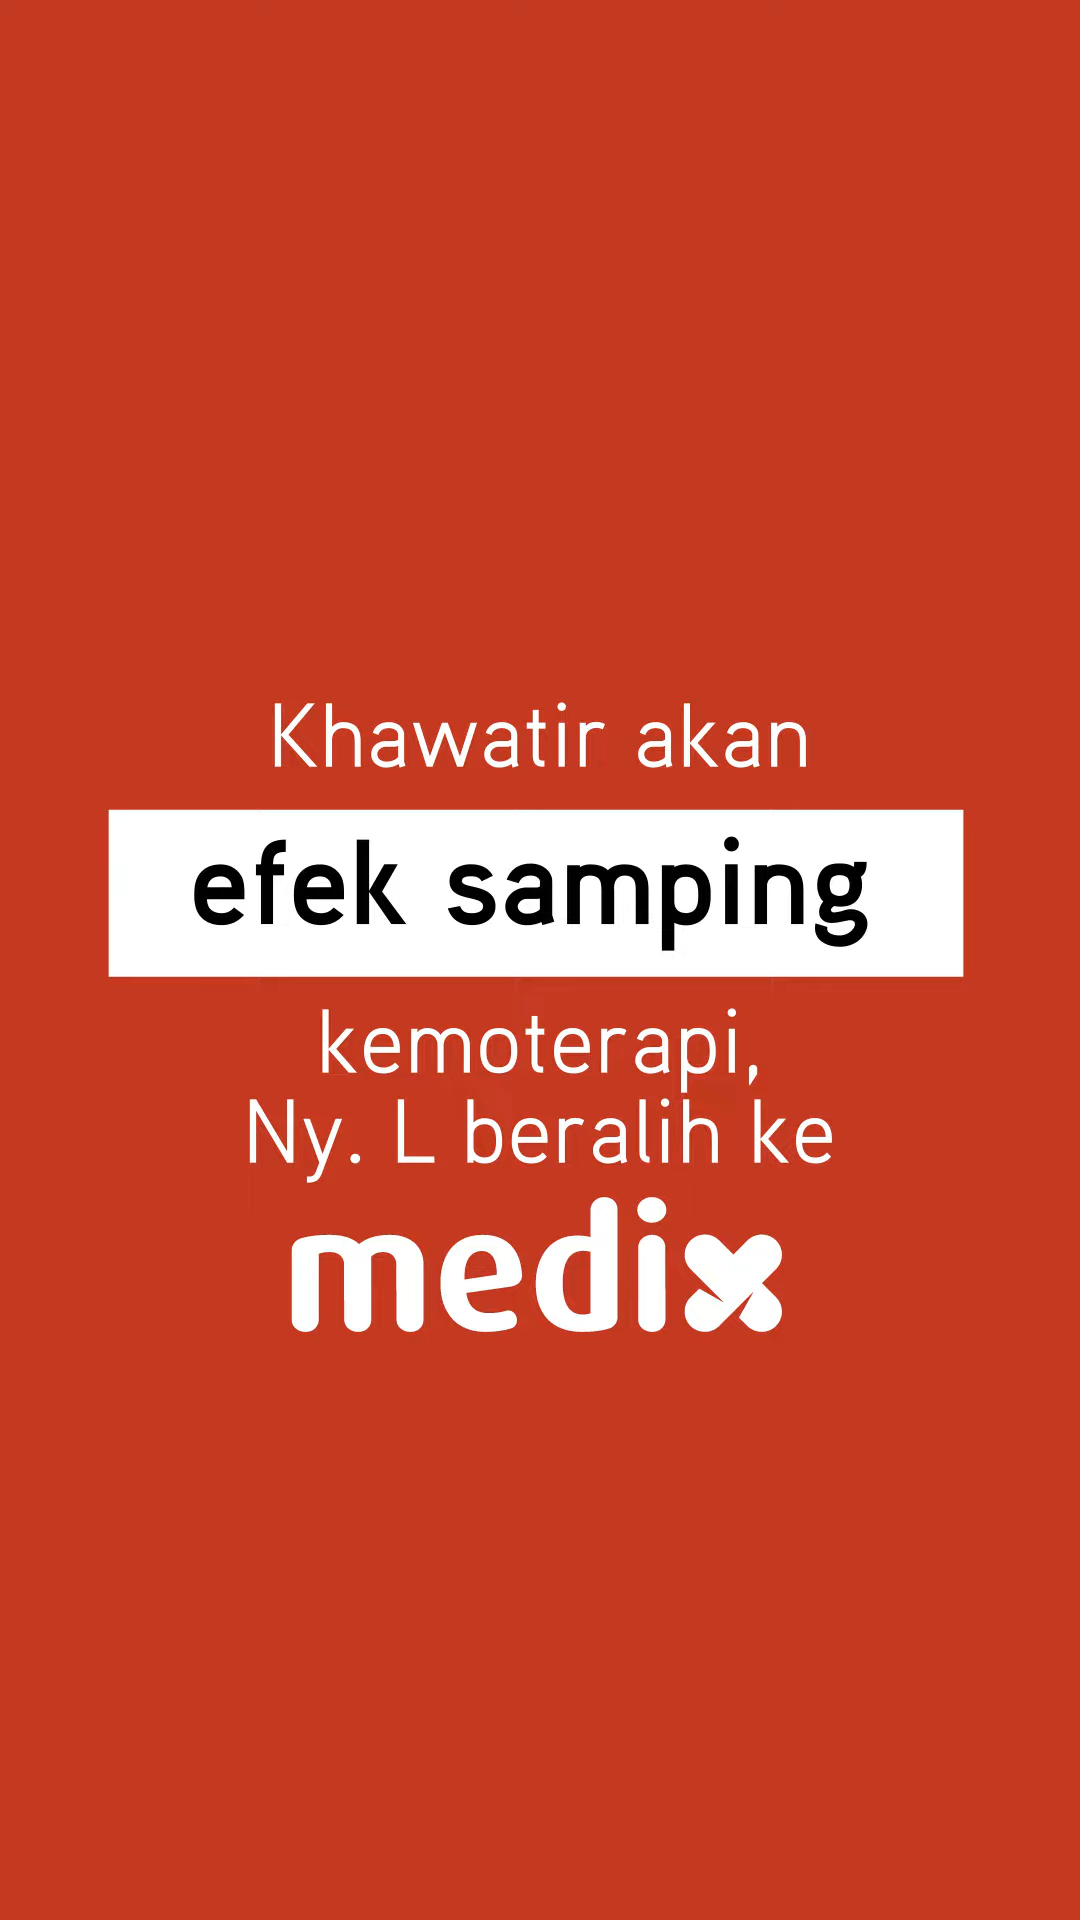 Khawatir akan
efek samping
kemoterapi,
Ny. L beralih ke
medix